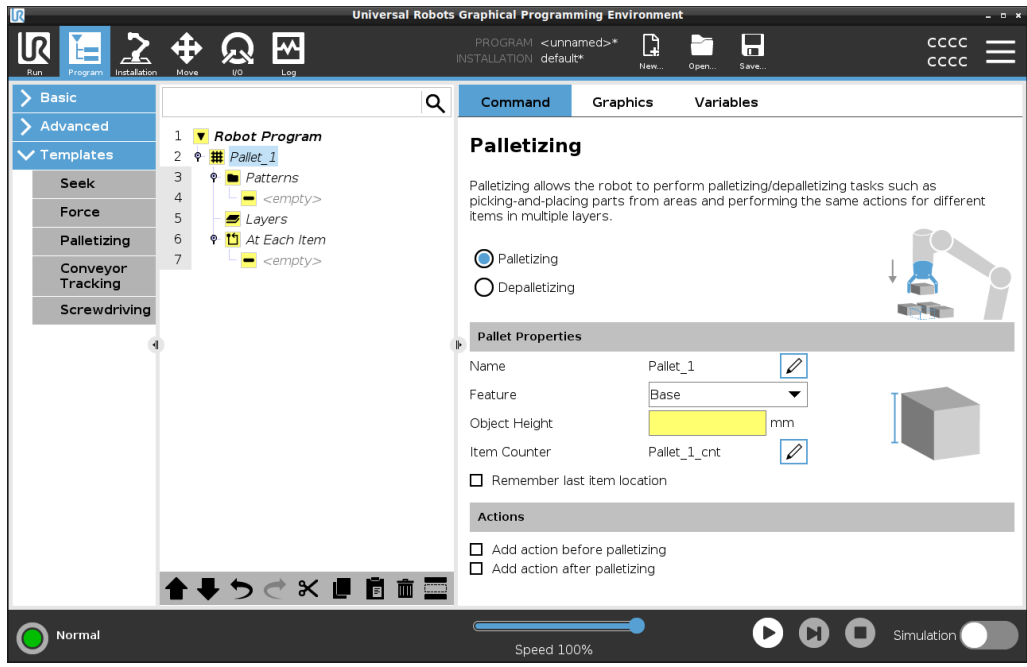 UR
Universal Robots Graphical Programming Environment
UR
Run
Program
Installation
Move
I/O
Log
PROGRAM <unnamed>*
INSTALLATION default*
New...
Open...
Save...
CCCC
CCCC
Basic
Advanced
Templates
Seek
Force
Palletizing
Conveyor
Tracking
Screwdriving
1 Robot Program
2 Pallet_1
3 Patterns
4 <empty>
5 Layers
6 At Each Item
7 <empty>
Command Graphics Variables
Palletizing
Palletizing allows the robot to perform palletizing/depalletizing tasks such as
picking-and-placing parts from areas and performing the same actions for different
items in multiple layers.
Palletizing
Depalletizing
Pallet Properties
Name Pallet_1
Feature Base
Object Height mm
Item Counter Pallet_1_cnt
Remember last item location
Actions
Add action before palletizing
Add action after palletizing
Normal
Speed 100%
Simulation